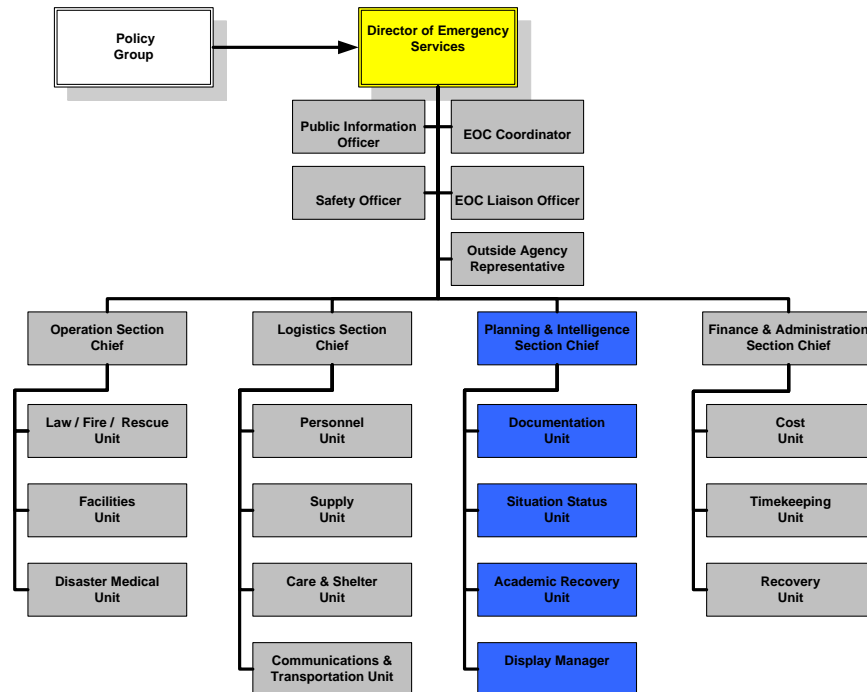 Policy
Group
Director of Emergency
Services
Public Information
Officer
EOC Coordinator
Safety Officer
EOC Liaison Officer
Outside Agency
Representative
Operation Section
Chief
Logistics Section
Chief
Planning & Intelligence
Section Chief
Finance & Administration
Section Chief
Law / Fire /  Rescue
Unit
Personnel
Unit
Documentation
Unit
Cost
Unit
Facilities
Unit
Supply
Unit
Situation Status
Unit
Timekeeping
Unit
Disaster Medical
Unit
Care & Shelter
Unit
Academic Recovery
Unit
Recovery
Unit
Communications &
Transportation Unit
Display Manager